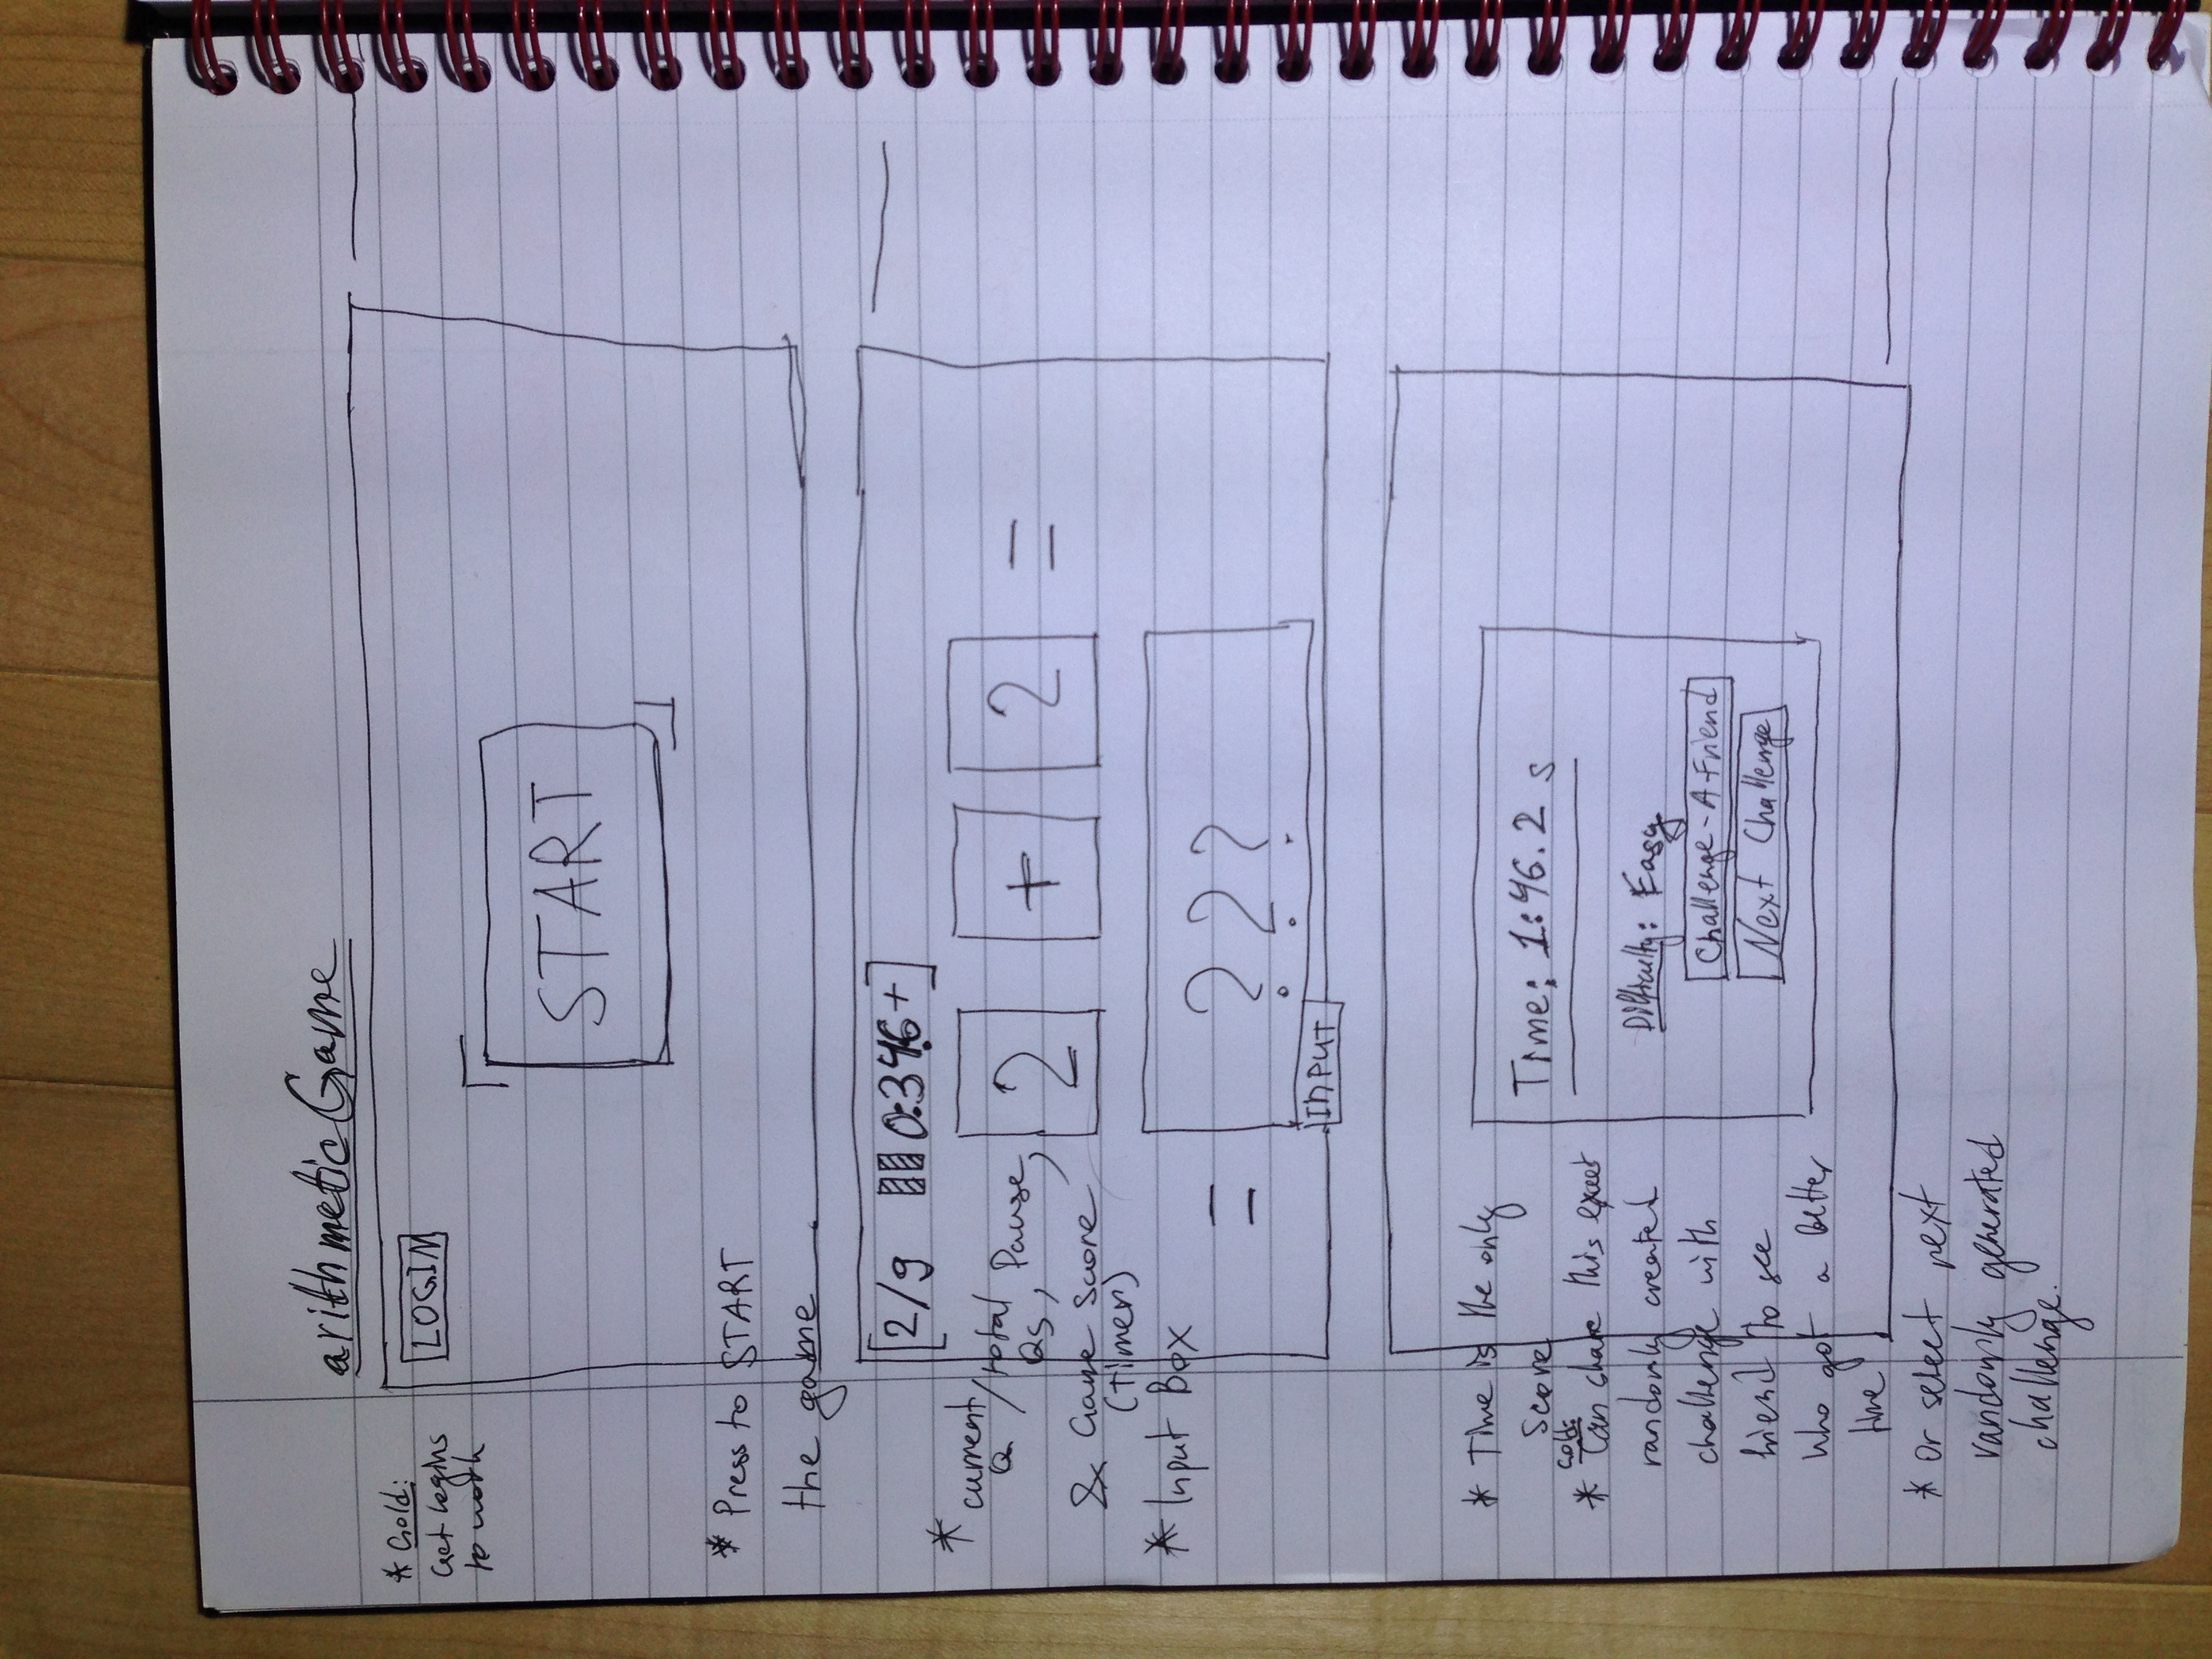 arithmetic Game
* Gold:
Get logins
to work
LOGIN
START
* Press to START
the game
2/9 0:34.6+
* current
Q / total
Qs, Pause,
& Game Score
(Timer)
2 + 2 =
* Input Box
= ???
INPUT
* Time is the only
Score
Gold:
* Can share this exact
randomly created
challenge with
friend to see
who got a better
time
* Or select next
randomly generated
challenge.
Time: 1:46.2 s
Difficulty: Easy
Challenge-A-Friend
Next Challenge